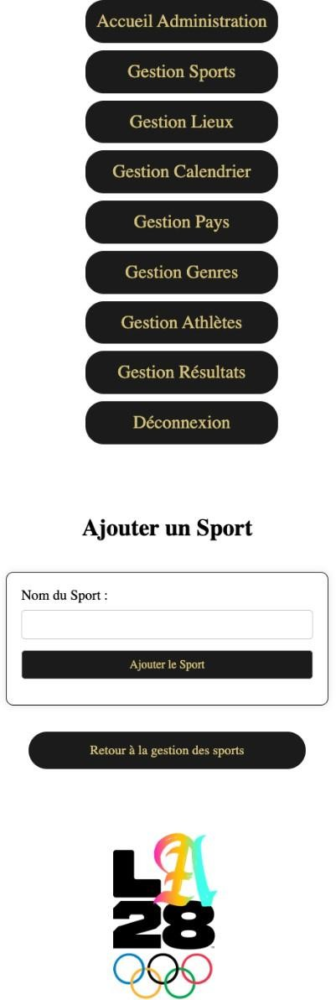 Accueil Administration
Gestion Sports
Gestion Lieux
Gestion Calendrier
Gestion Pays
Gestion Genres
Gestion Athlètes
Gestion Résultats
Déconnexion
Ajouter un Sport
Nom du Sport :
Ajouter le Sport
Retour à la gestion des sports
LA
28